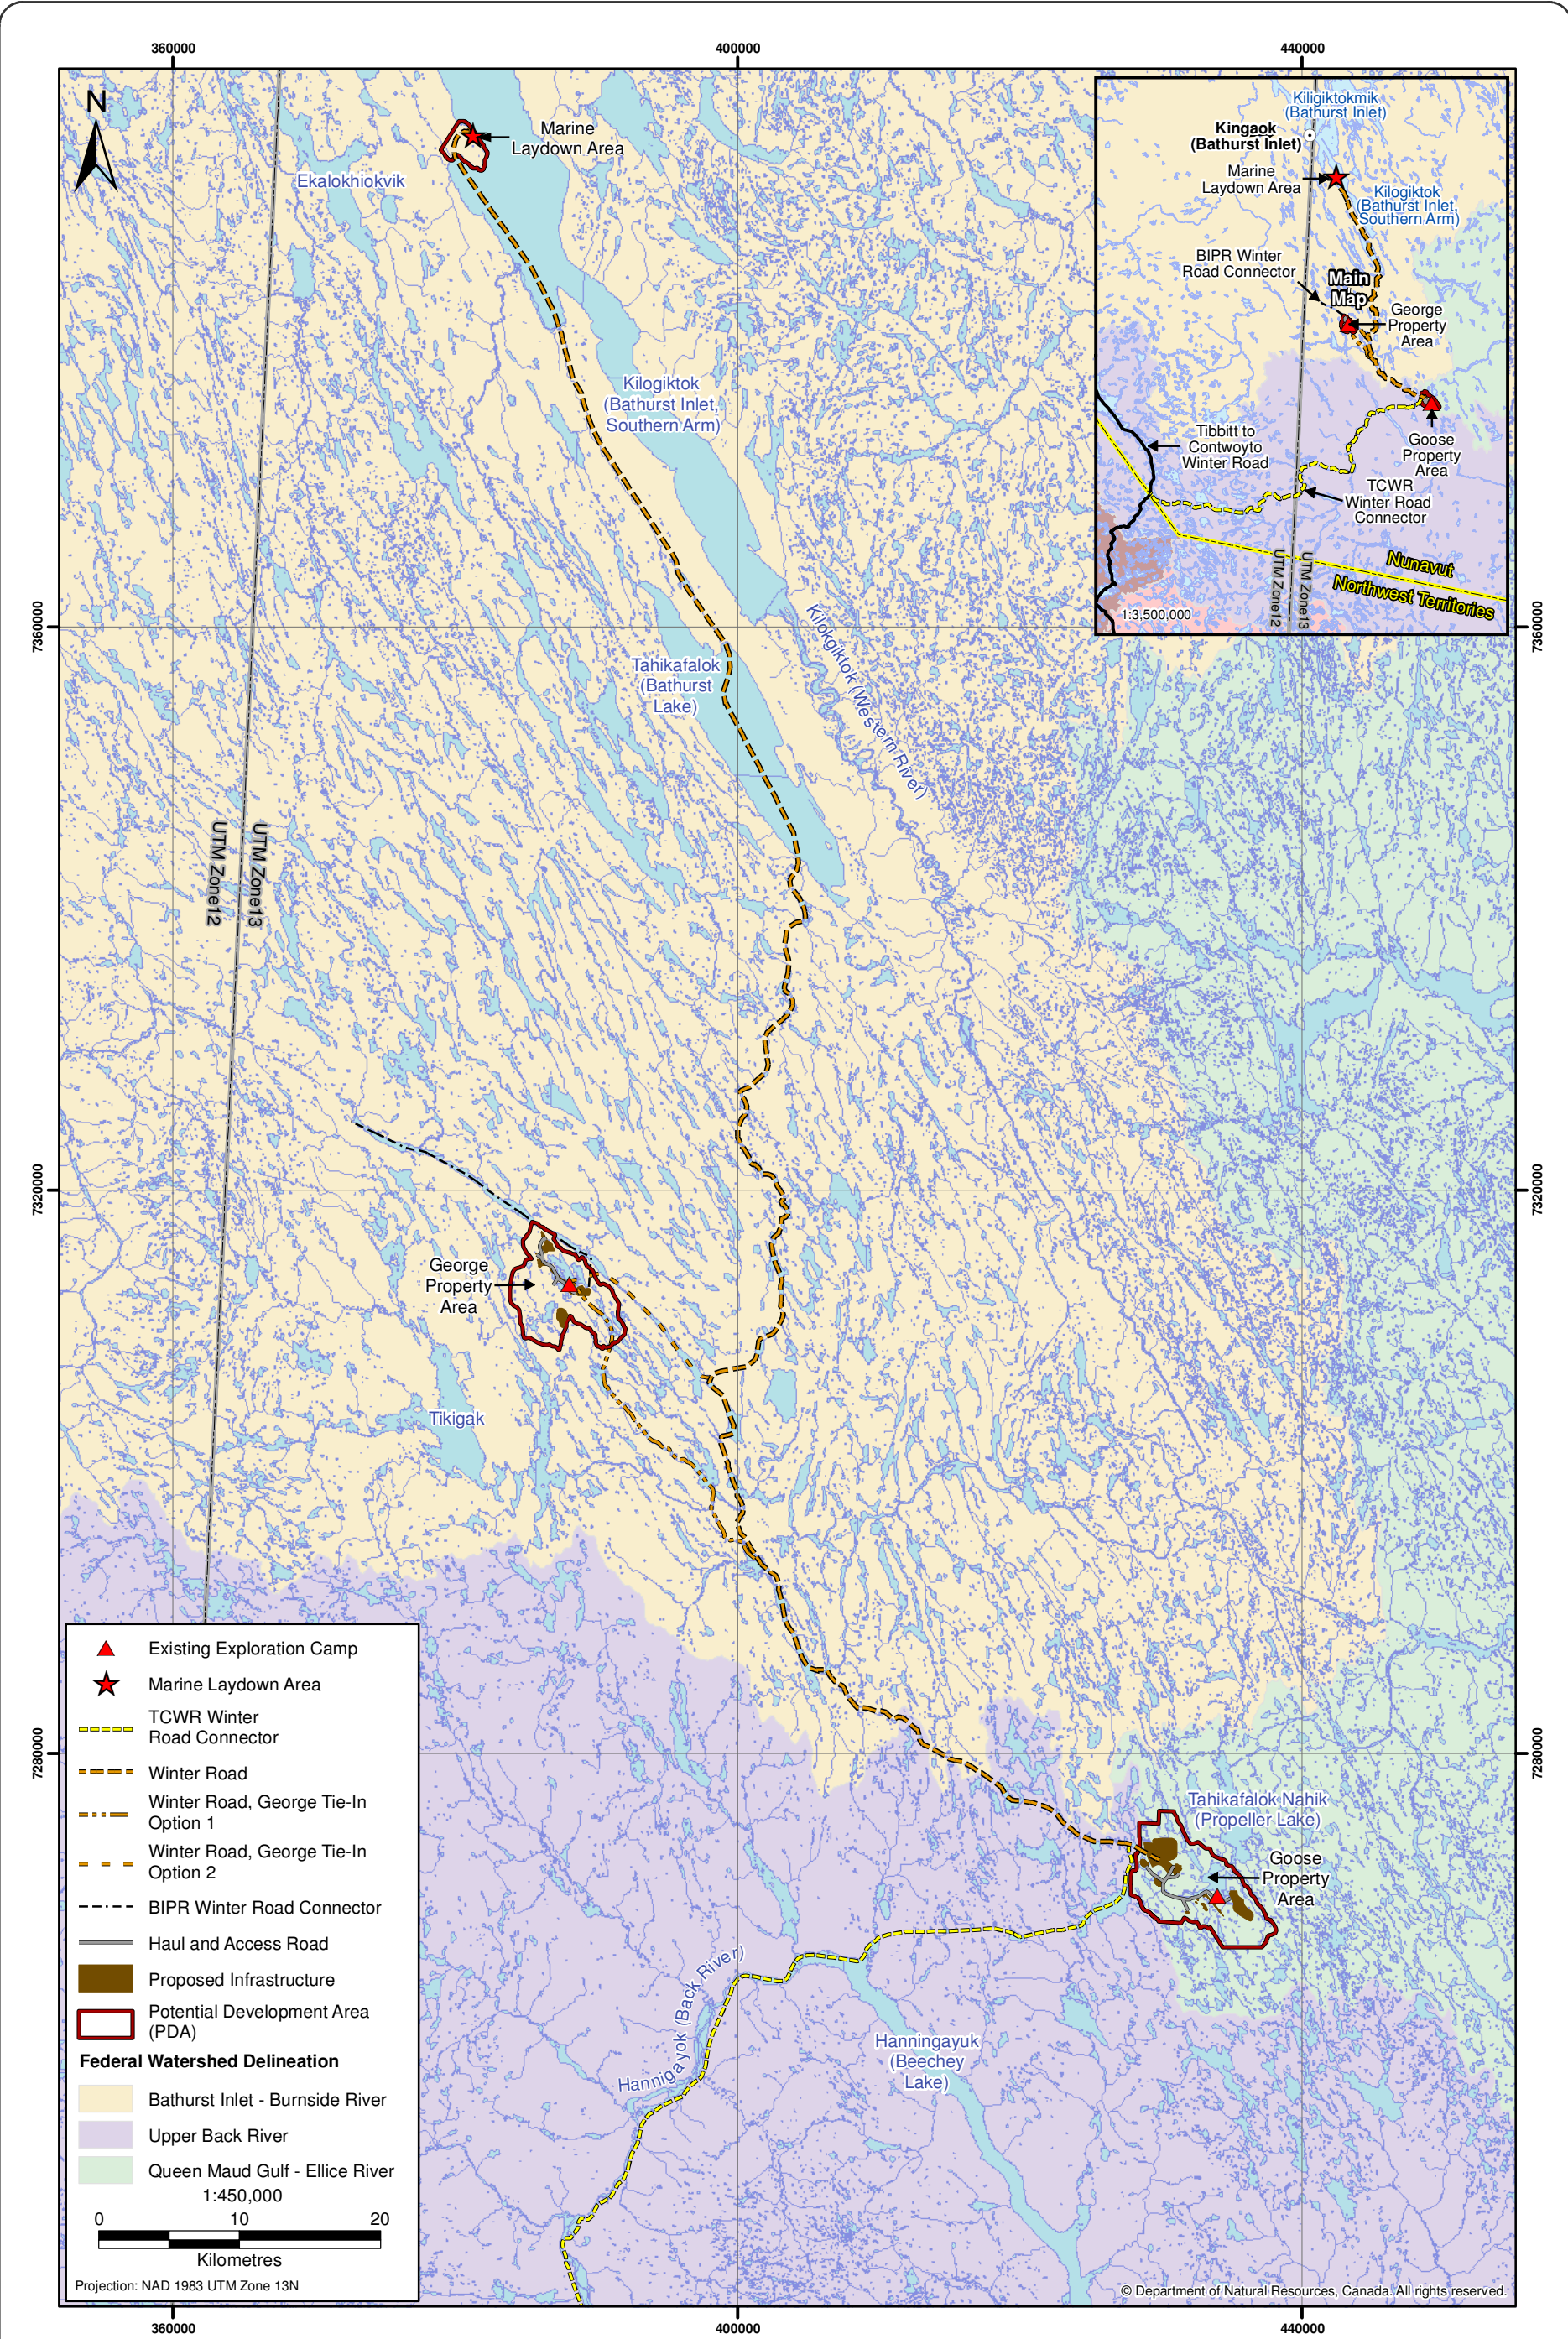 360000
400000
440000
N
Marine
Laydown Area
Ekalokhiokvik
Kilogiktok
(Bathurst Inlet,
Southern Arm)
Kiligiktokmik
(Bathurst Inlet)
Kingaok
(Bathurst Inlet)
Marine
Laydown Area
Kilogiktok
(Bathurst Inlet,
Southern Arm)
BIPR Winter
Road Connector
Main
Map
George
Property
Area
Tibbitt to
Contwoyto
Winter Road
Goose
Property
Area
TCWR
Winter Road
Connector
Nunavut
Northwest Territories
UTM Zone12
UTM Zone13
1:3,500,000
7360000
7360000
Kilokgiktok (Western River)
Tahikafalok
(Bathurst
Lake)
UTM Zone12
UTM Zone13
7320000
7320000
George
Property
Area
Tikigak
7280000
7280000
Tahikafalok Nahik
(Propeller Lake)
Goose
Property
Area
Hannigayok (Back River)
Hanningayuk
(Beechey
Lake)
Existing Exploration Camp
Marine Laydown Area
TCWR Winter
Road Connector
Winter Road
Winter Road, George Tie-In
Option 1
Winter Road, George Tie-In
Option 2
BIPR Winter Road Connector
Haul and Access Road
Proposed Infrastructure
Potential Development Area
(PDA)
Federal Watershed Delineation
Bathurst Inlet - Burnside River
Upper Back River
Queen Maud Gulf - Ellice River
1:450,000
0 10 20
Kilometres
Projection: NAD 1983 UTM Zone 13N
© Department of Natural Resources, Canada. All rights reserved.
360000
400000
440000